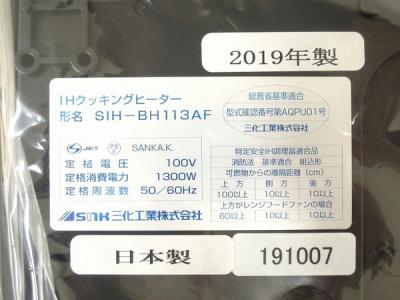 2019年製
IHクッキングヒーター
形名 SIH-BH113AF
JET PS E SANKA.K.
定格電圧 100V
定格消費電力 1300W
定格周波数 50/60Hz
SNK 三化工業株式会社
総務省基準適合
型式確認番号第AQPU01号
三化工業株式会社
特定安全IH調理器適合品
消防法 基準適合 組込形
可燃物からの離隔距離(cm)
上方 側方 後方
100以上 10以上 10以上
上方がレンジフードファンの場合
60以上 10以上 10以上
日本製
191007